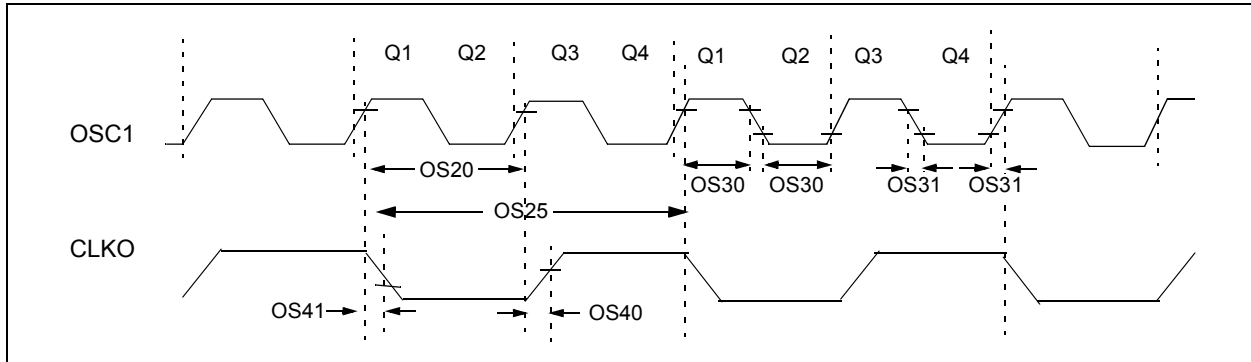 Q1 Q2 Q3 Q4 Q1 Q2 Q3 Q4
OSC1
OS20 OS30 OS30 OS31 OS31
OS25
CLKO
OS41 OS40